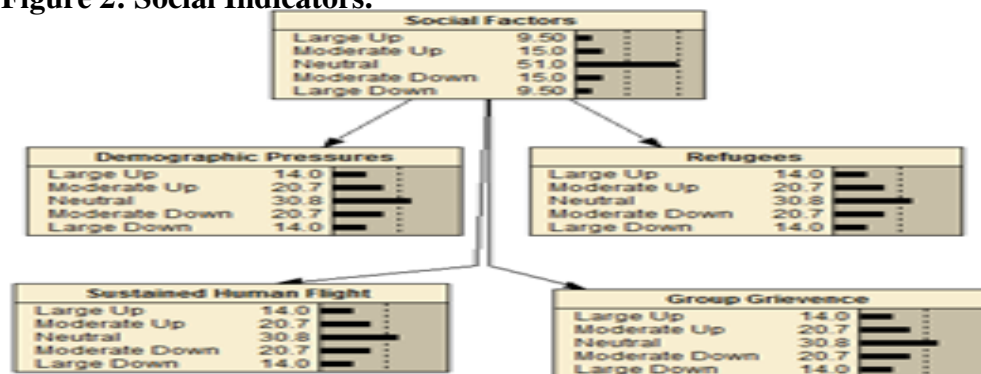 Figure 2: Social Indicators.
Social Factors
Large Up 9.50
Moderate Up 15.0
Neutral 51.0
Moderate Down 15.0
Large Down 9.50
Demographic Pressures
Large Up 14.0
Moderate Up 20.7
Neutral 30.8
Moderate Down 20.7
Large Down 14.0
Refugees
Large Up 14.0
Moderate Up 20.7
Neutral 30.8
Moderate Down 20.7
Large Down 14.0
Sustained Human Flight
Large Up 14.0
Moderate Up 20.7
Neutral 30.8
Moderate Down 20.7
Large Down 14.0
Group Grievence
Large Up 14.0
Moderate Up 20.7
Neutral 30.8
Moderate Down 20.7
Large Down 14.0